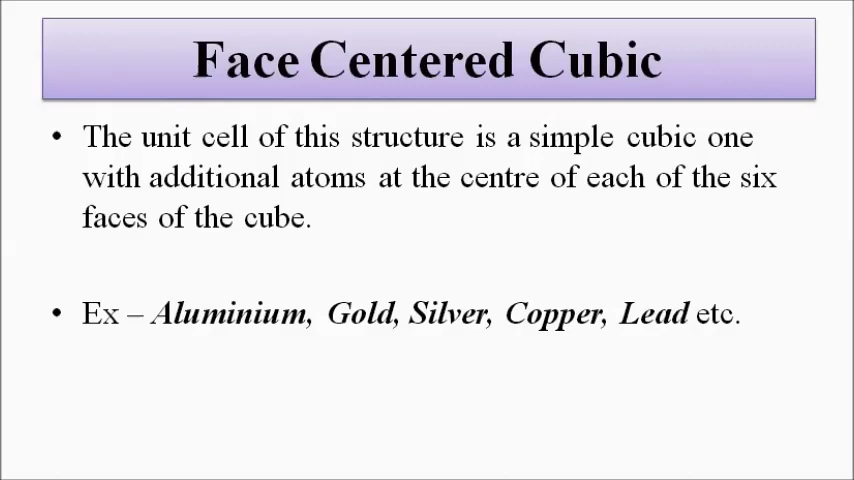 Face Centered Cubic
• The unit cell of this structure is a simple cubic one
with additional atoms at the centre of each of the six
faces of the cube.
• Ex – Aluminium, Gold, Silver, Copper, Lead etc.